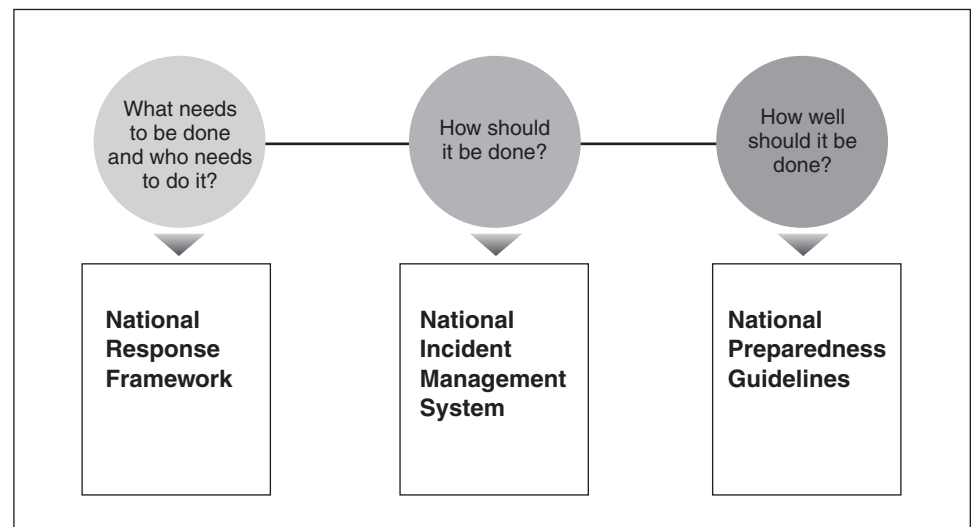 What needs
to be done
and who needs
to do it?
How should
it be done?
How well
should it be
done?
National
Response
Framework
National
Incident
Management
System
National
Preparedness
Guidelines